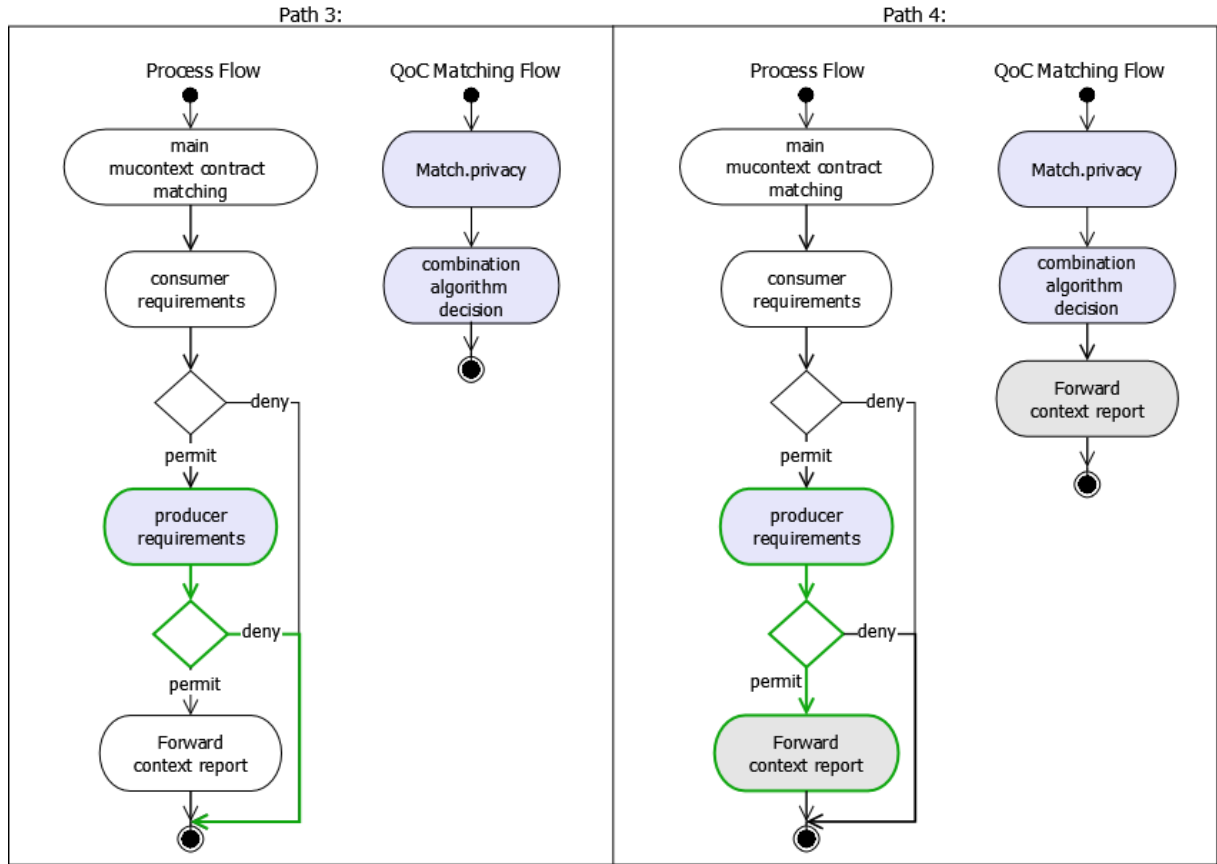 Path 3:
Process Flow
main
mucontext contract
matching
consumer
requirements
deny
permit
producer
requirements
deny
permit
Forward
context report
QoC Matching Flow
Match.privacy
combination
algorithm
decision
Path 4:
Process Flow
main
mucontext contract
matching
consumer
requirements
deny
permit
producer
requirements
deny
permit
Forward
context report
QoC Matching Flow
Match.privacy
combination
algorithm
decision
Forward
context report